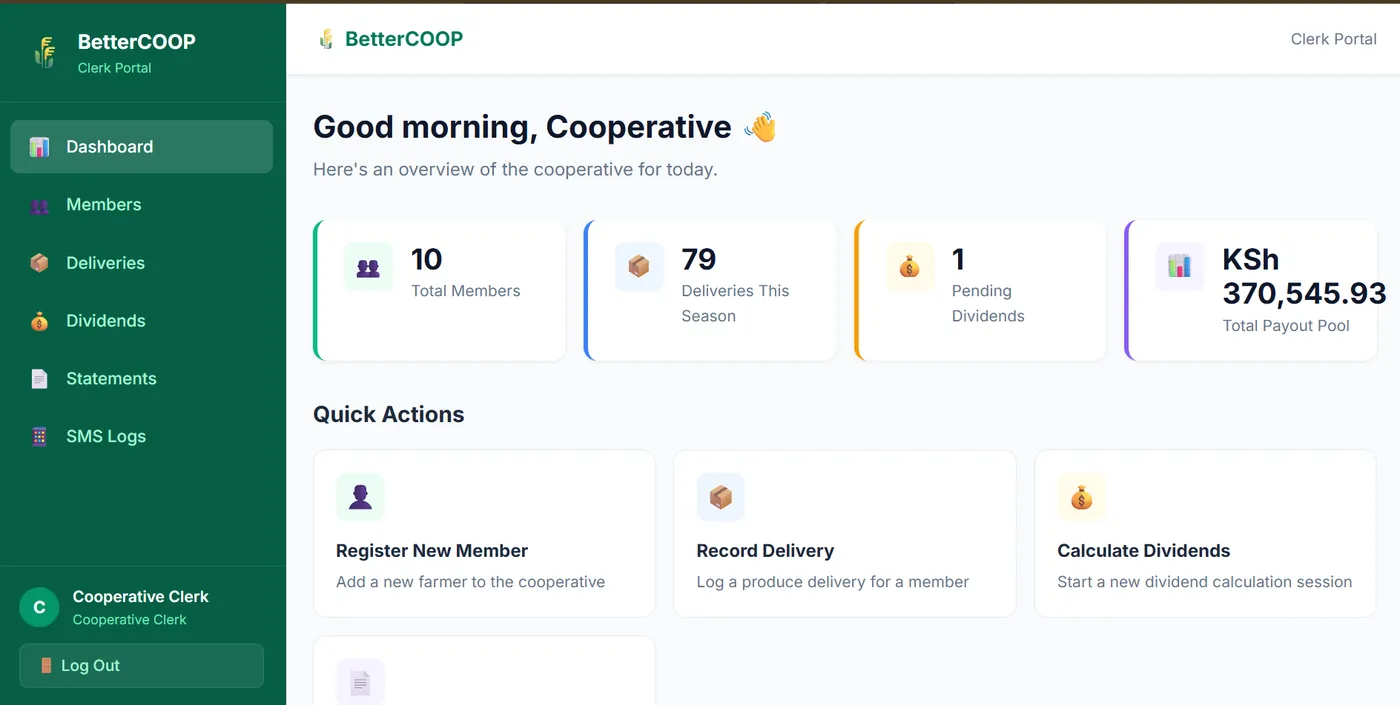 BetterCOOP
Clerk Portal
Dashboard
Members
Deliveries
Dividends
Statements
SMS Logs
C
Cooperative Clerk
Cooperative Clerk
Log Out
BetterCOOP
Clerk Portal
Good morning, Cooperative 👋
Here's an overview of the cooperative for today.
10
Total Members
79
Deliveries This
Season
1
Pending
Dividends
KSh
370,545.93
Total Payout Pool
Quick Actions
Register New Member
Add a new farmer to the cooperative
Record Delivery
Log a produce delivery for a member
Calculate Dividends
Start a new dividend calculation session